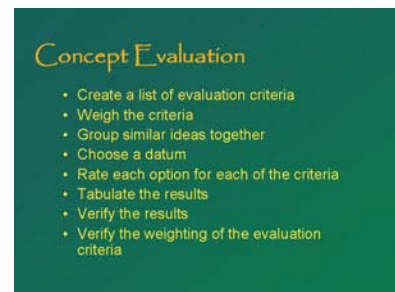 Concept Evaluation
• Create a list of evaluation criteria
• Weigh the criteria
• Group similar ideas together
• Choose a datum
• Rate each option for each of the criteria
• Tabulate the results
• Verify the results
• Verify the weighting of the evaluation
criteria